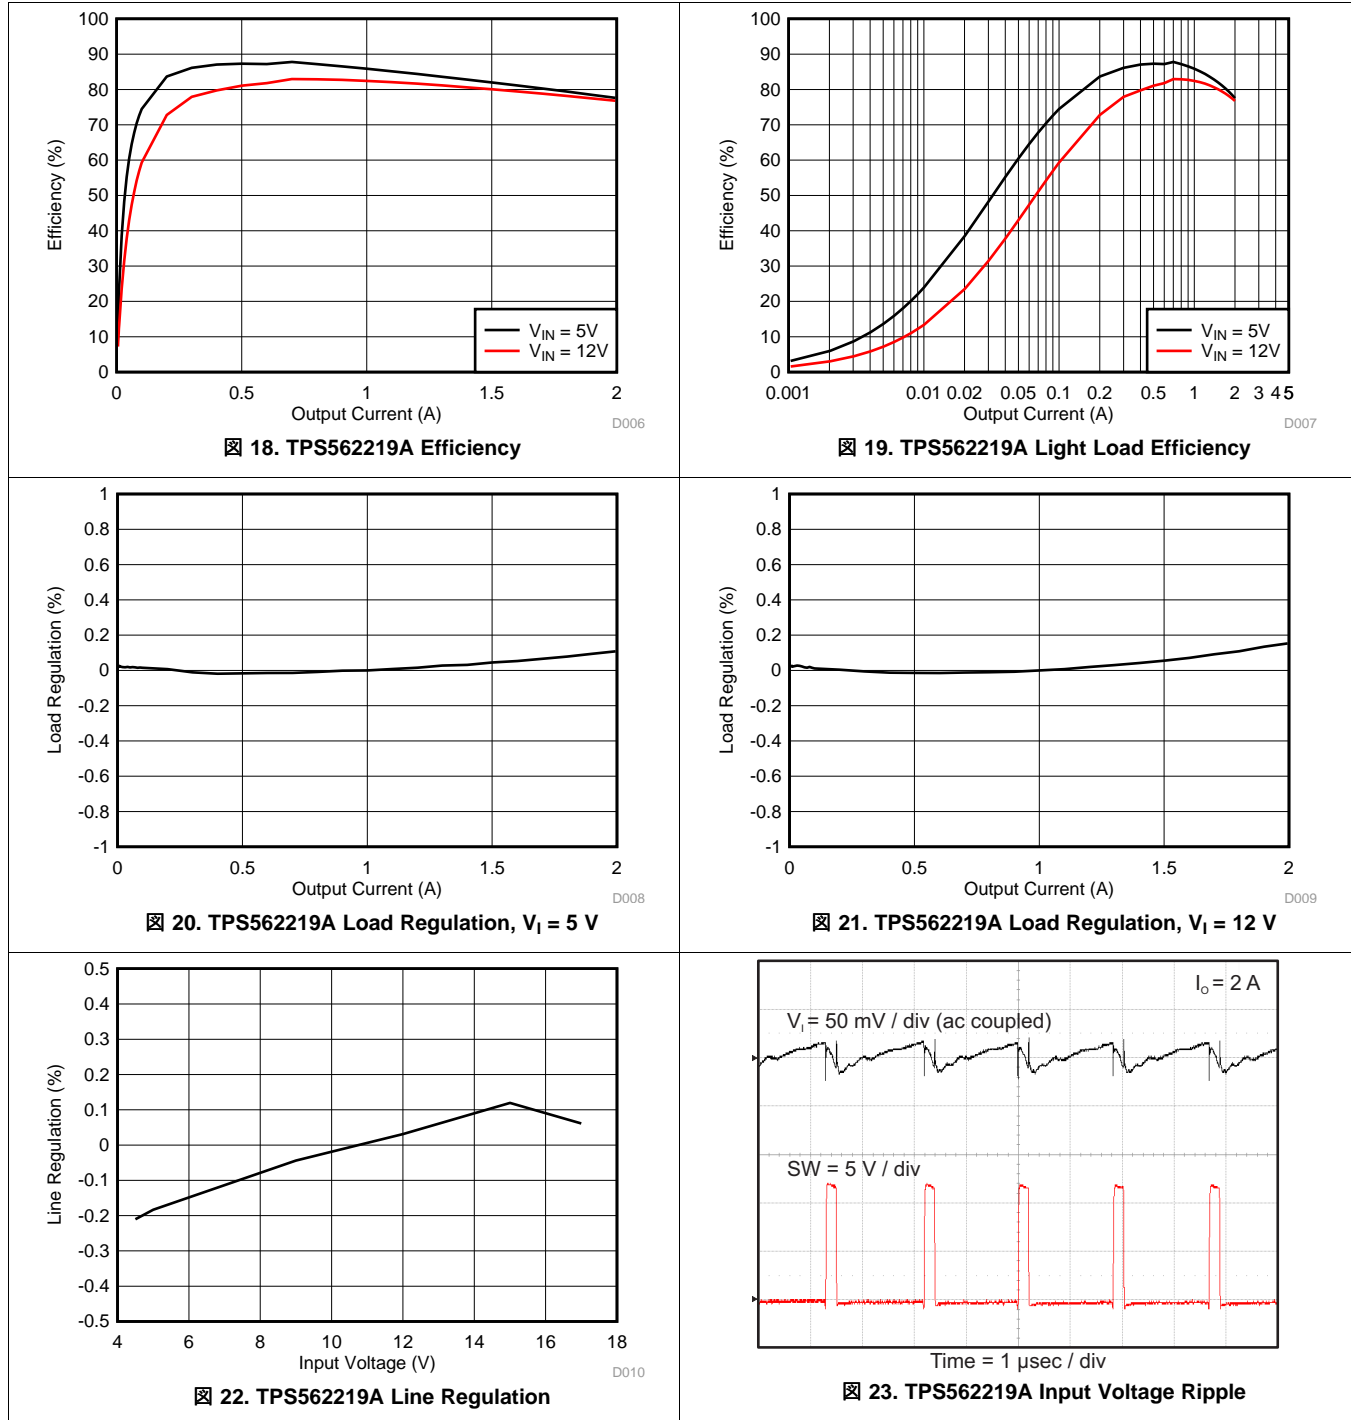 100
90
80
70
60
50
40
30
20
10
0
Efficiency (%)
V_IN = 5V
V_IN = 12V
0 0.5 1 1.5 2
Output Current (A)
D006
図 18. TPS562219A Efficiency
100
90
80
70
60
50
40
30
20
10
0
Efficiency (%)
V_IN = 5V
V_IN = 12V
0.001 0.01 0.02 0.05 0.1 0.2 0.5 1 2 3 4 5
Output Current (A)
D007
図 19. TPS562219A Light Load Efficiency
1
0.8
0.6
0.4
0.2
0
-0.2
-0.4
-0.6
-0.8
-1
Load Regulation (%)
0 0.5 1 1.5 2
Output Current (A)
D008
図 20. TPS562219A Load Regulation, V_I = 5 V
1
0.8
0.6
0.4
0.2
0
-0.2
-0.4
-0.6
-0.8
-1
Load Regulation (%)
0 0.5 1 1.5 2
Output Current (A)
D009
図 21. TPS562219A Load Regulation, V_I = 12 V
0.5
0.4
0.3
0.2
0.1
0
-0.1
-0.2
-0.3
-0.4
-0.5
Line Regulation (%)
4 6 8 10 12 14 16 18
Input Voltage (V)
D010
図 22. TPS562219A Line Regulation
I_O = 2 A
V_I = 50 mV / div (ac coupled)
SW = 5 V / div
Time = 1 µsec / div
図 23. TPS562219A Input Voltage Ripple